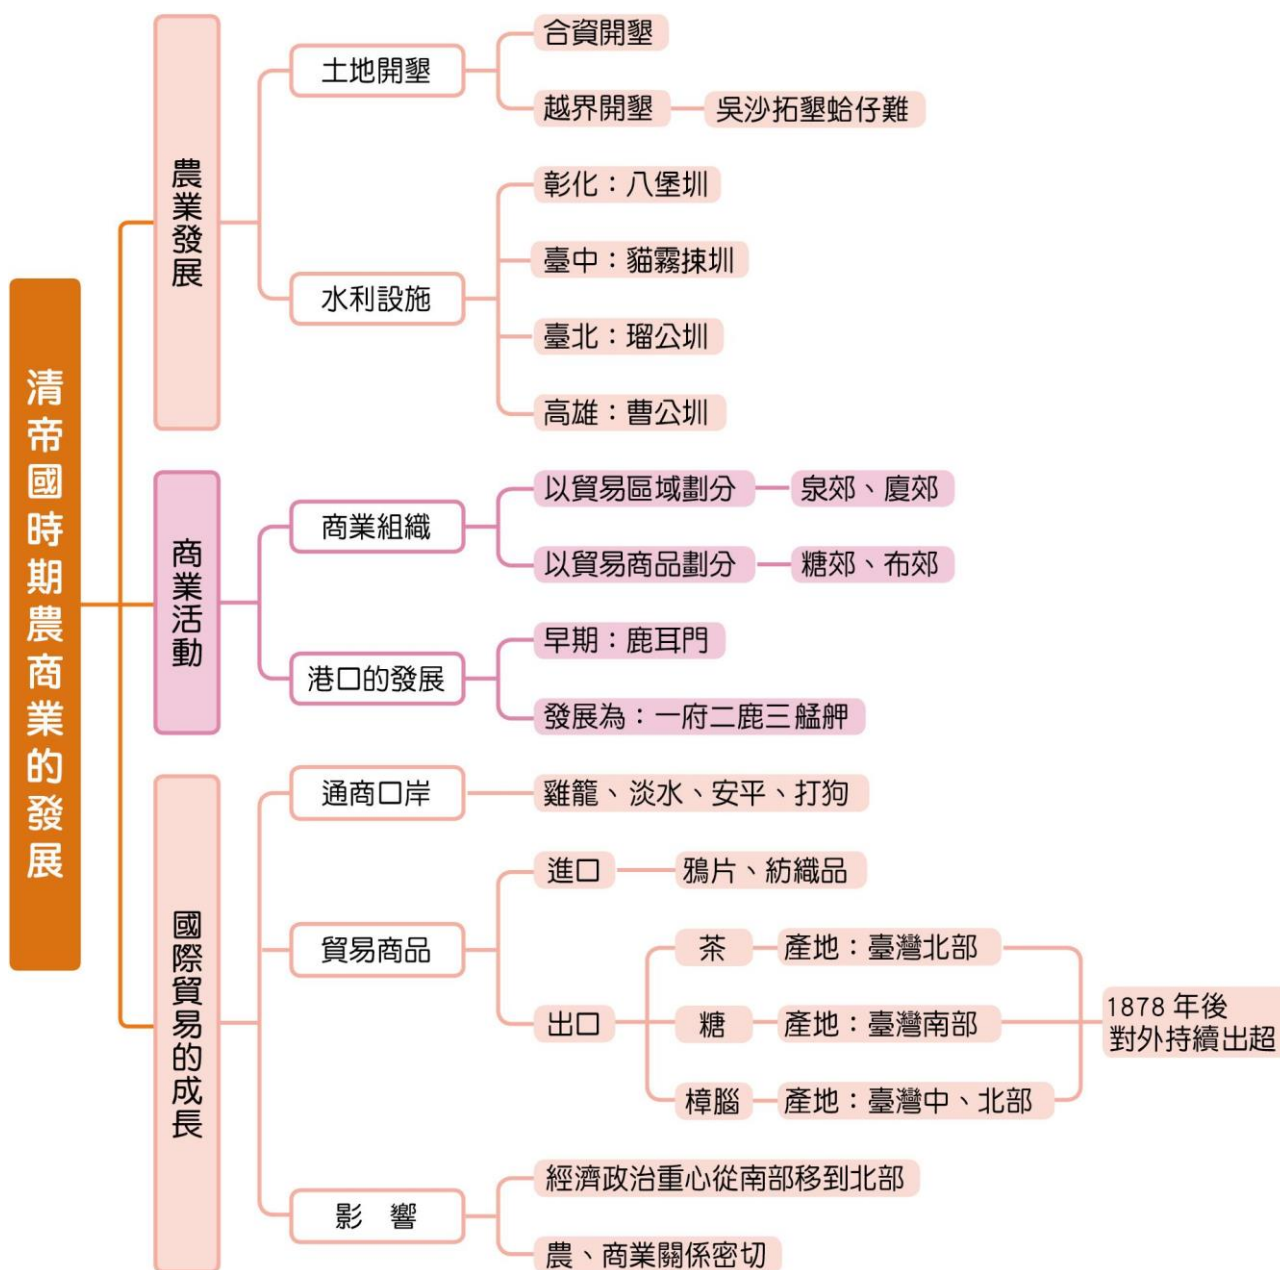 清帝國時期農商業的發展
農業發展
土地開墾
合資開墾
越界開墾
吳沙拓墾蛤仔難
水利設施
彰化：八堡圳
臺中：貓霧捒圳
臺北：瑠公圳
高雄：曹公圳
商業活動
商業組織
以貿易區域劃分
泉郊、廈郊
以貿易商品劃分
糖郊、布郊
港口的發展
早期：鹿耳門
發展為：一府二鹿三艋舺
國際貿易的成長
通商口岸
雞籠、淡水、安平、打狗
貿易商品
進口
鴉片、紡織品
出口
茶
產地：臺灣北部
糖
產地：臺灣南部
樟腦
產地：臺灣中、北部
1878 年後
對外持續出超
影 響
經濟政治重心從南部移到北部
農、商業關係密切